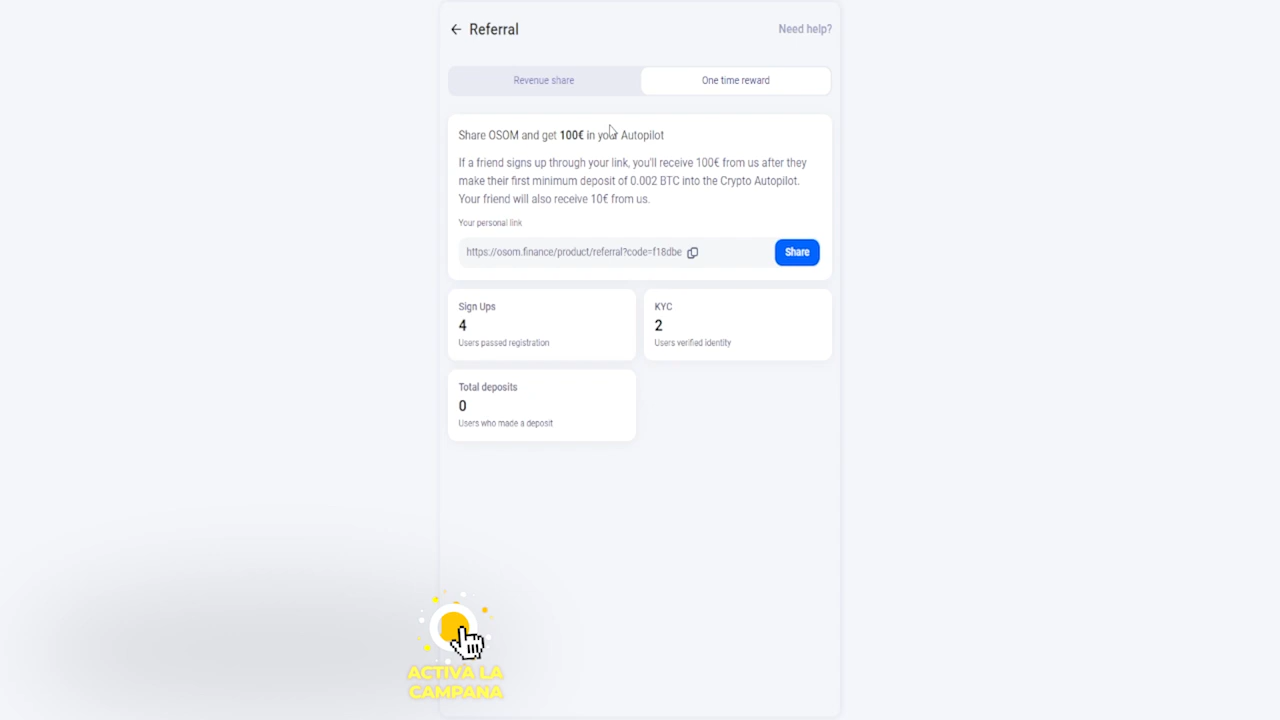 Referral
Need help?
Revenue share
One time reward
Share OSOM and get 100€ in your Autopilot
If a friend signs up through your link, you'll receive 100€ from us after they
make their first minimum deposit of 0.002 BTC into the Crypto Autopilot.
Your friend will also receive 10€ from us.
Your personal link
https://osom.finance/product/referral?code=f18dbe
Share
Sign Ups
4
Users passed registration
KYC
2
Users verified identity
Total deposits
0
Users who made a deposit
ACTIVA LA
CAMPANA